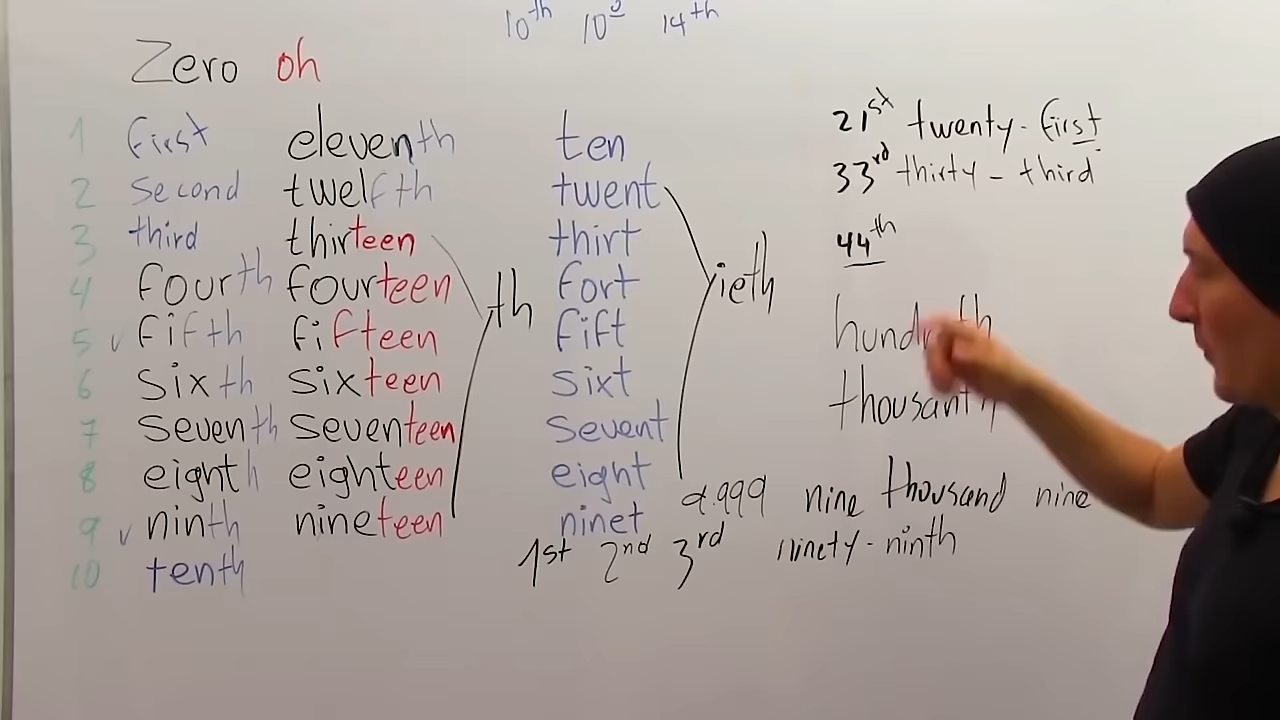 10th 14th
Zero oh
1 first eleventh ten 21st twenty-first
2 second twelfth twent 33rd thirty-third
3 third thirteen thirt 44th
4 fourth fourteen th fort ieth
5 fifth fifteen fift
6 sixth sixteen sixt
7 seventh seventeen sevent
8 eighth eighteen eight
9 ninth nineteen ninet 9.999 nine thousand nine
10 tenth 1st 2nd 3rd ninety-ninth